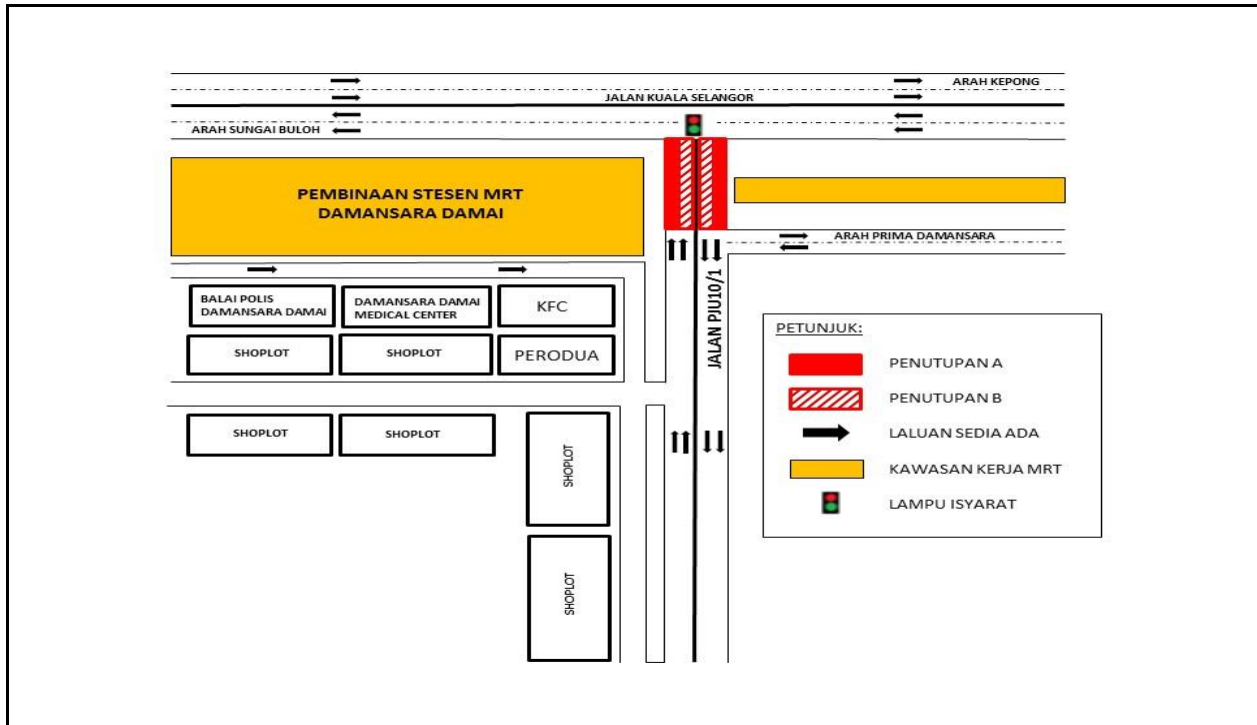 ARAH KEPONG
JALAN KUALA SELANGOR
ARAH SUNGAI BULOH
PEMBINAAN STESEN MRT
DAMANSARA DAMAI
ARAH PRIMA DAMANSARA
BALAI POLIS
DAMANSARA DAMAI
DAMANSARA DAMAI
MEDICAL CENTER
KFC
SHOPLOT
SHOPLOT
PERODUA
JALAN PJU10/1
SHOPLOT
SHOPLOT
SHOPLOT
SHOPLOT
PETUNJUK:
PENUTUPAN A
PENUTUPAN B
LALUAN SEDIA ADA
KAWASAN KERJA MRT
LAMPU ISYARAT